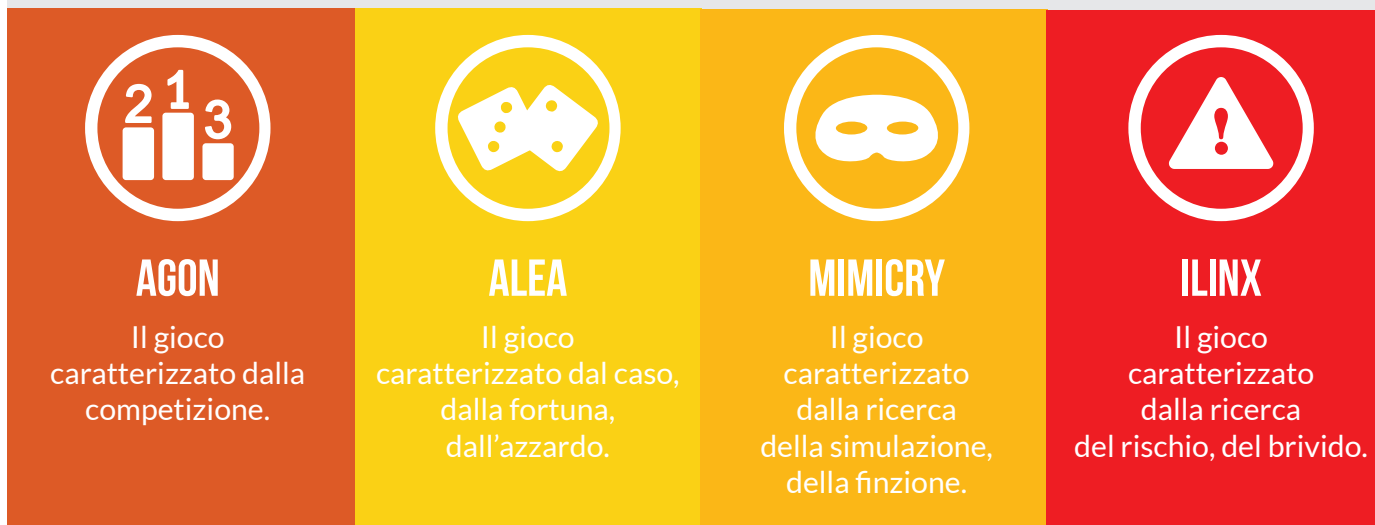 2 1 3
AGON
Il gioco
caratterizzato dalla
competizione.
ALEA
Il gioco
caratterizzato dal caso,
dalla fortuna,
dall'azzardo.
MIMICRY
Il gioco
caratterizzato
dalla ricerca
della simulazione,
della finzione.
!
ILINX
Il gioco
caratterizzato
dalla ricerca
del rischio, del brivido.